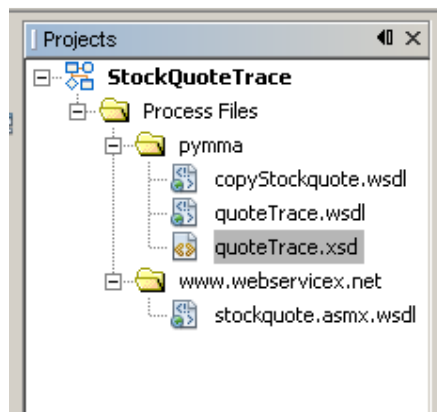 Projects
StockQuoteTrace
Process Files
pymma
copyStockquote.wsdl
quoteTrace.wsdl
quoteTrace.xsd
www.webservicex.net
stockquote.asmx.wsdl